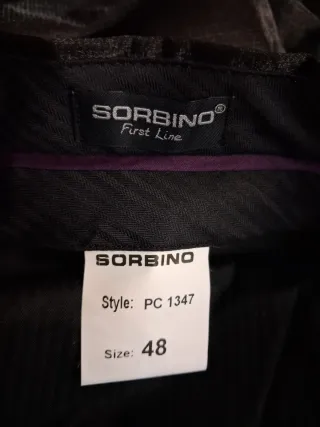 SORBINO®
First Line
SORBINO
Style: PC 1347
Size: 48